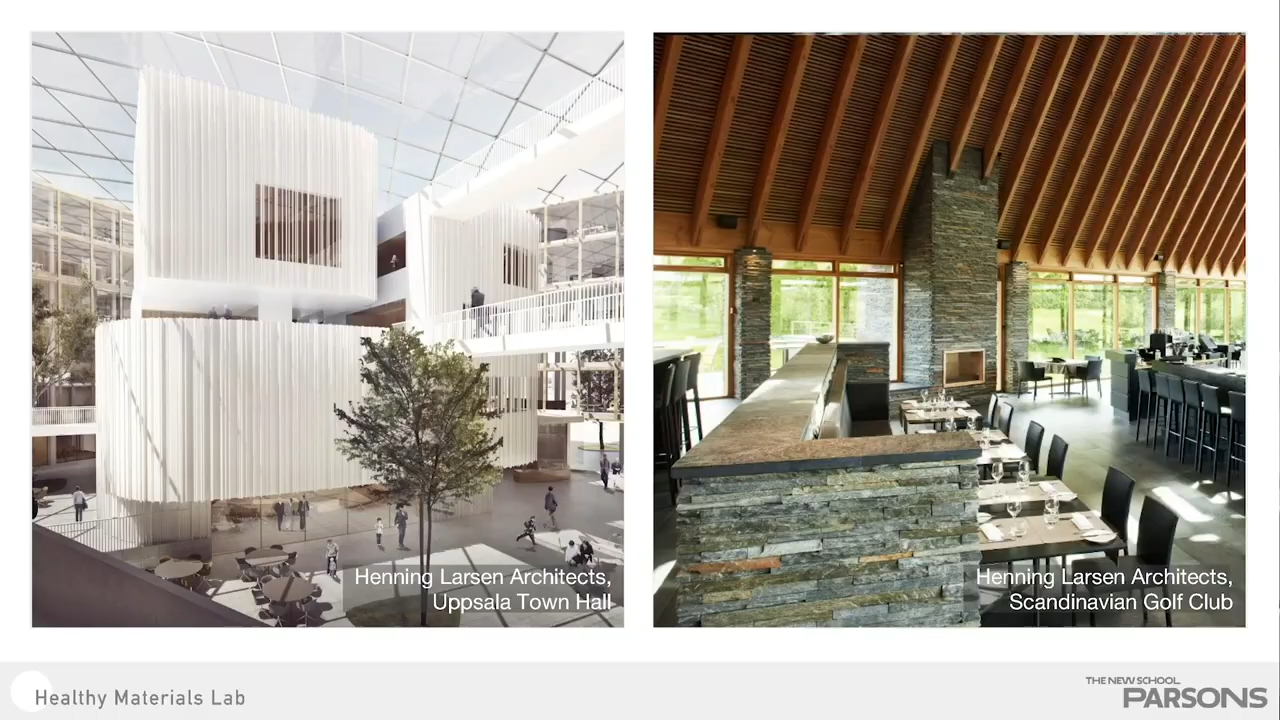 Henning Larsen Architects,
Uppsala Town Hall
Henning Larsen Architects,
Scandinavian Golf Club
Healthy Materials Lab
THE NEW SCHOOL
PARSONS